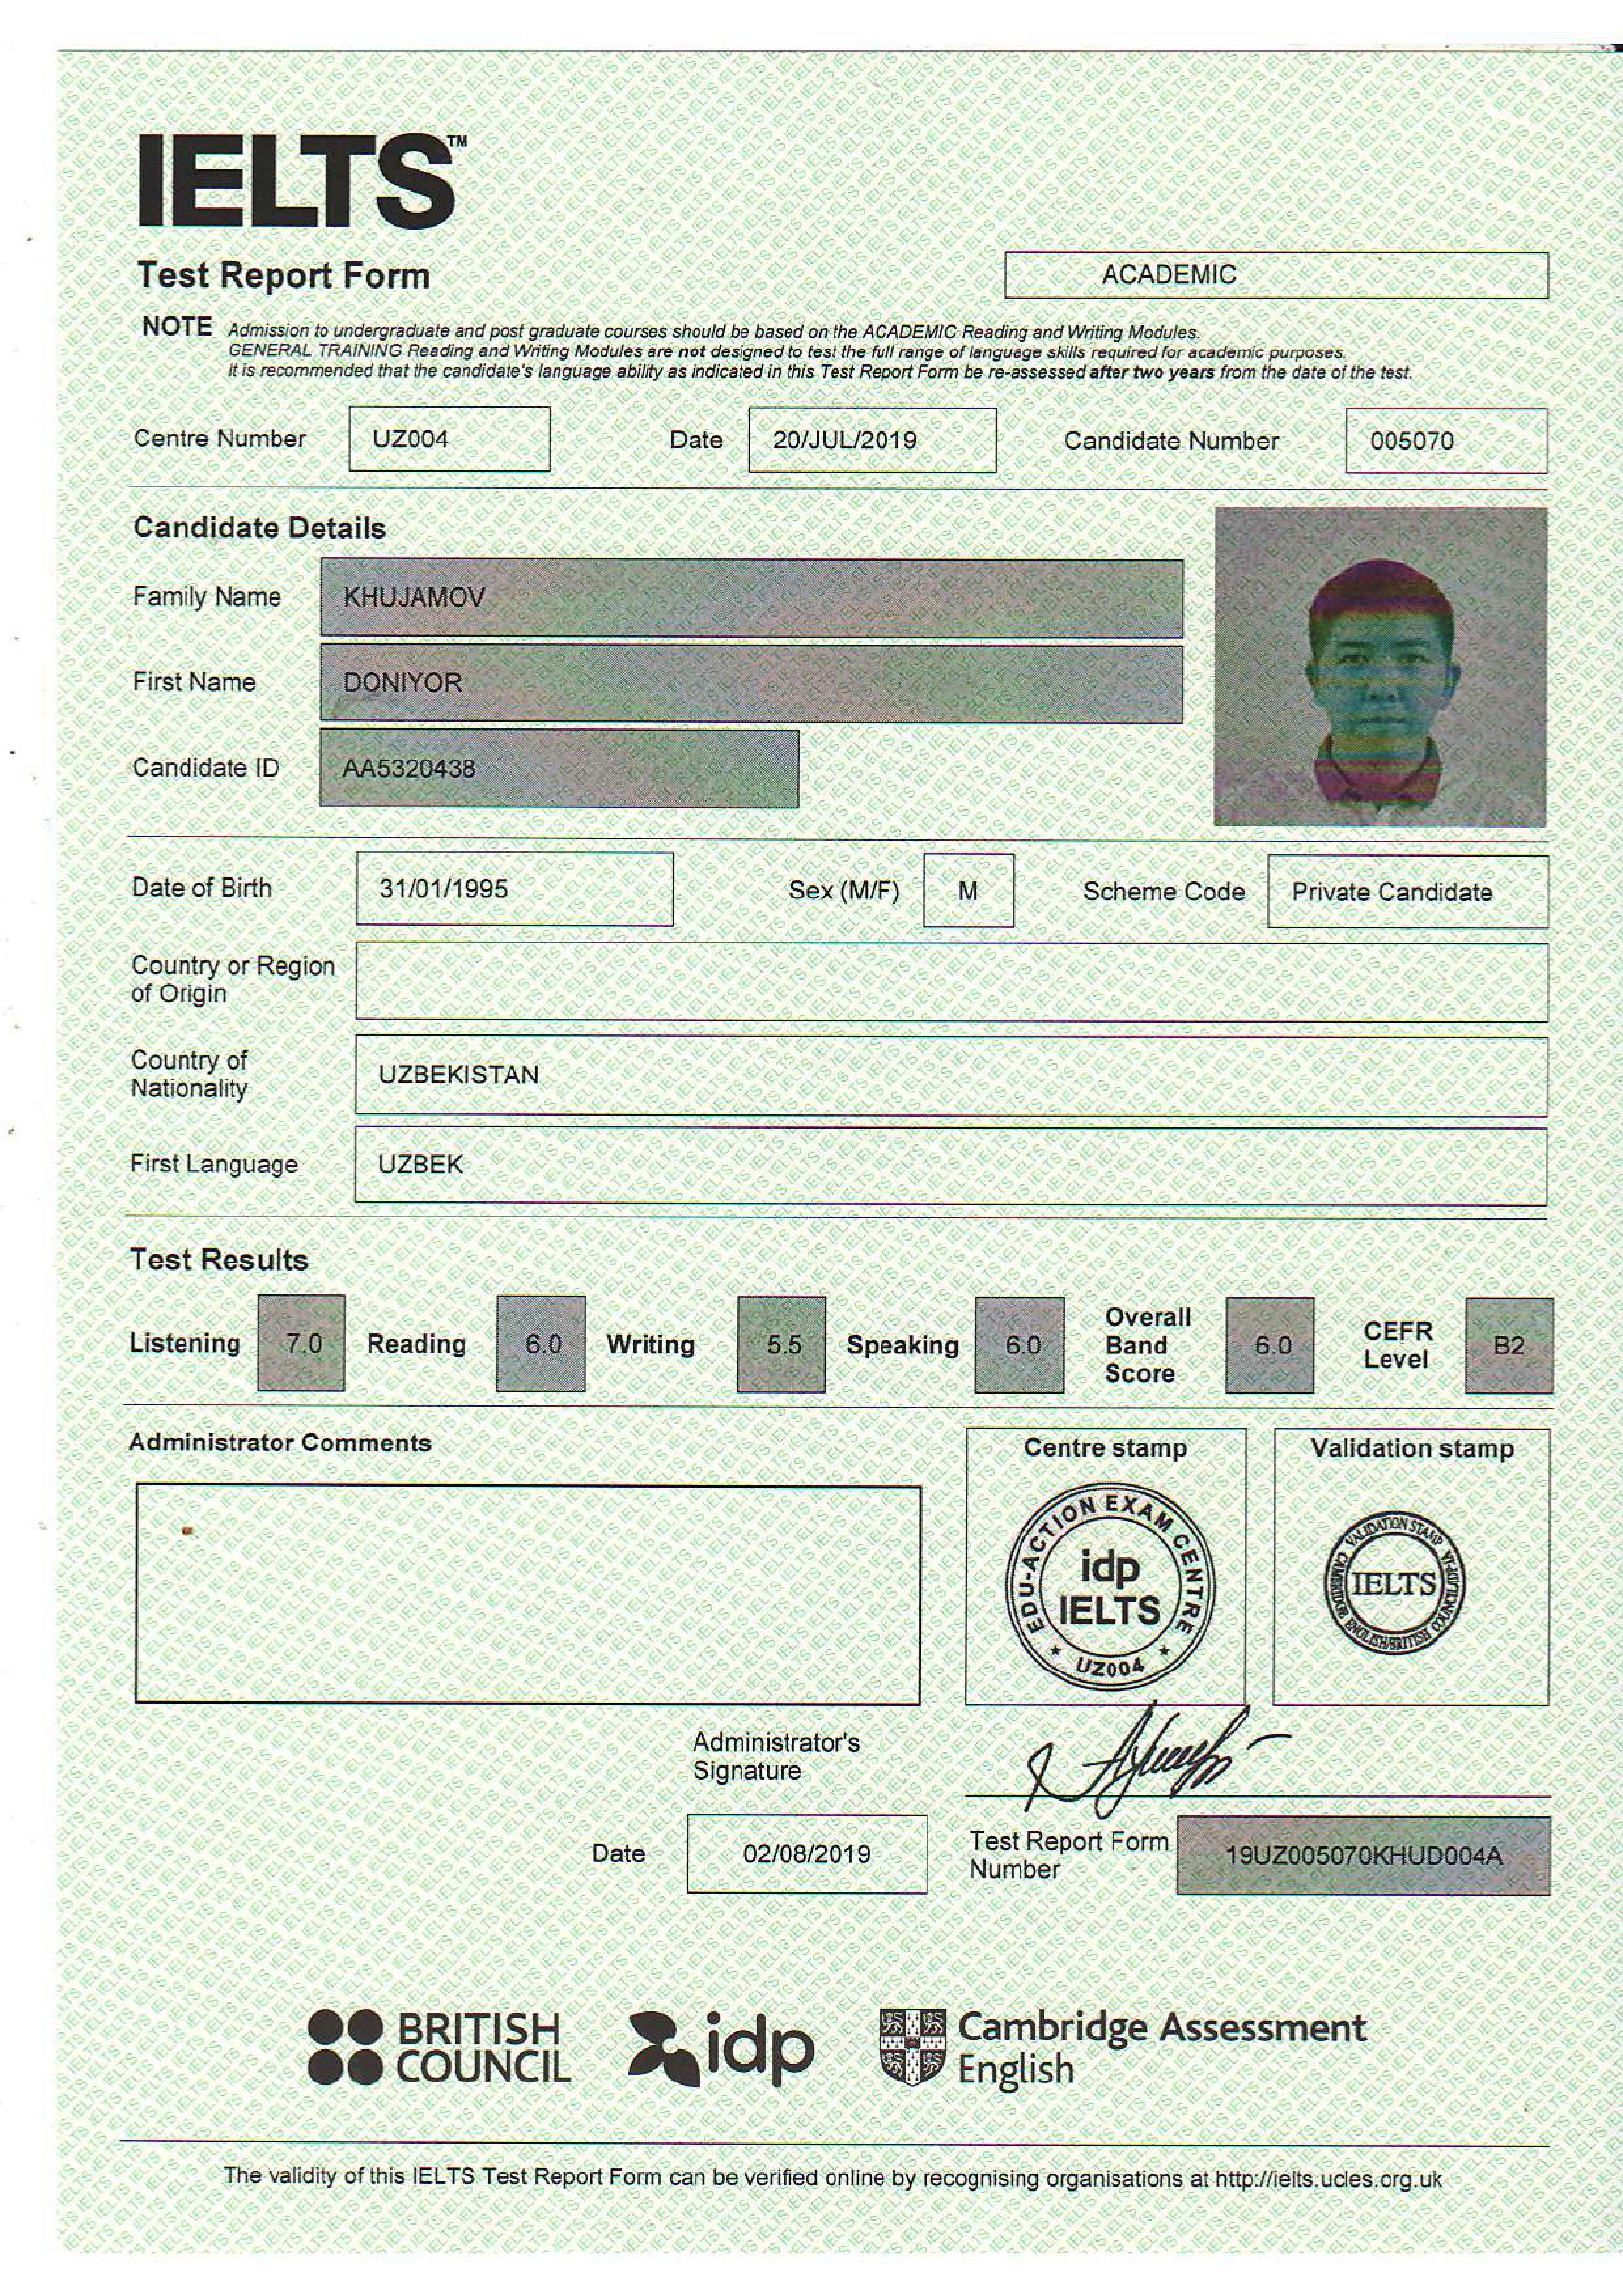 IELTS™
Test Report Form
ACADEMIC
NOTE Admission to undergraduate and post graduate courses should be based on the ACADEMIC Reading and Writing Modules.
GENERAL TRAINING Reading and Writing Modules are not designed to test the full range of language skills required for academic purposes.
It is recommended that the candidate's language ability as indicated in this Test Report Form be re-assessed after two years from the date of the test.
Centre Number UZ004 Date 20/JUL/2019 Candidate Number 005070
Candidate Details
Family Name KHUJAMOV
First Name DONIYOR
Candidate ID AA5320438
Date of Birth 31/01/1995 Sex (M/F) M Scheme Code Private Candidate
Country or Region
of Origin
Country of
Nationality
UZBEKISTAN
First Language UZBEK
Test Results
Listening 7.0 Reading 6.0 Writing 5.5 Speaking 6.0
Overall
Band
Score
6.0
CEFR
Level
B2
Administrator Comments
Centre stamp
EDU-ACTION EXAM CENTRE
idp
IELTS
UZ004
Validation stamp
VALIDATION STAMP
IELTS
CAMBRIDGE ENGLISH/BRITISH COUNCIL/IDP:IA
Administrator's
Signature
Date 02/08/2019
Test Report Form
Number
19UZ005070KHUD004A
BRITISH
COUNCIL
idp
Cambridge Assessment
English
The validity of this IELTS Test Report Form can be verified online by recognising organisations at http://ielts.ucles.org.uk